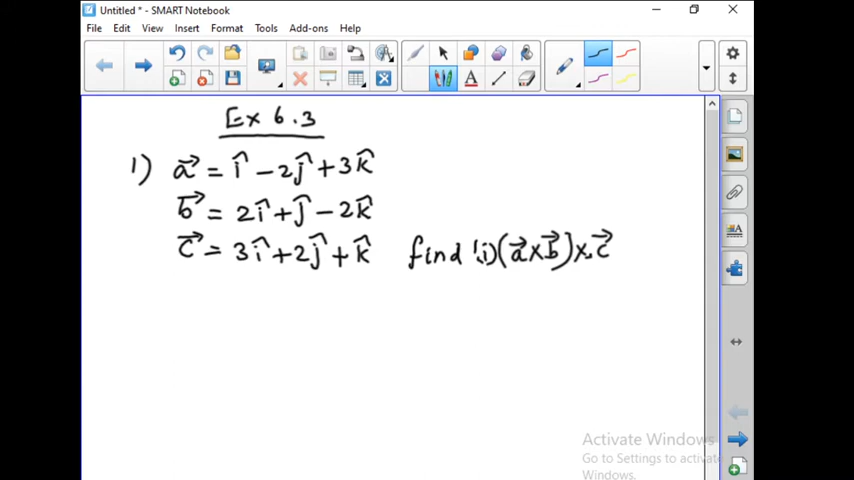 Untitled * - SMART Notebook
File Edit View Insert Format Tools Add-ons Help
Ex 6.3
1) a⃗ = î - 2ĵ + 3k̂
b⃗ = 2î + ĵ - 2k̂
c⃗ = 3î + 2ĵ + k̂ find (i) (a⃗ × b⃗) × c⃗
Activate Windows
Go to Settings to activate
Windows.